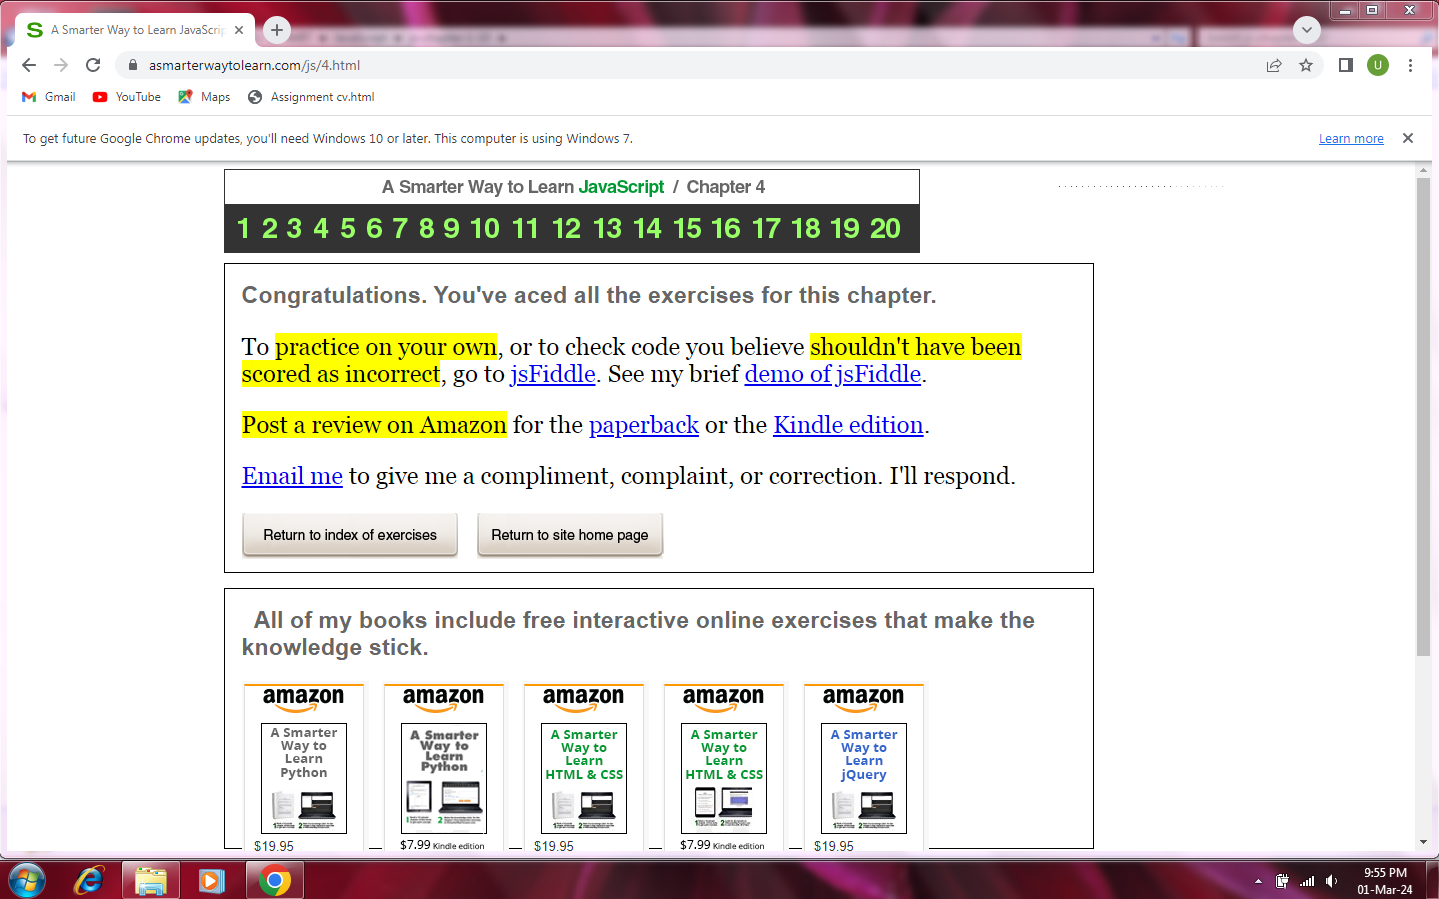 A Smarter Way to Learn JavaScrip
asmarterwaytolearn.com/js/4.html
U
Gmail YouTube Maps Assignment cv.html
To get future Google Chrome updates, you'll need Windows 10 or later. This computer is using Windows 7. Learn more
A Smarter Way to Learn JavaScript / Chapter 4
1 2 3 4 5 6 7 8 9 10 11 12 13 14 15 16 17 18 19 20
Congratulations. You've aced all the exercises for this chapter.
To practice on your own, or to check code you believe shouldn't have been
scored as incorrect, go to jsFiddle. See my brief demo of jsFiddle.
Post a review on Amazon for the paperback or the Kindle edition.
Email me to give me a compliment, complaint, or correction. I'll respond.
Return to index of exercises Return to site home page
All of my books include free interactive online exercises that make the
knowledge stick.
amazon amazon amazon amazon amazon
A Smarter A Smarter A Smarter A Smarter A Smarter
Way to Way to Way to Way to Way to
Learn Learn Learn Learn Learn
Python Python HTML & CSS HTML & CSS jQuery
$19.95 $7.99 Kindle edition $19.95 $7.99 Kindle edition $19.95
9:55 PM
01-Mar-24